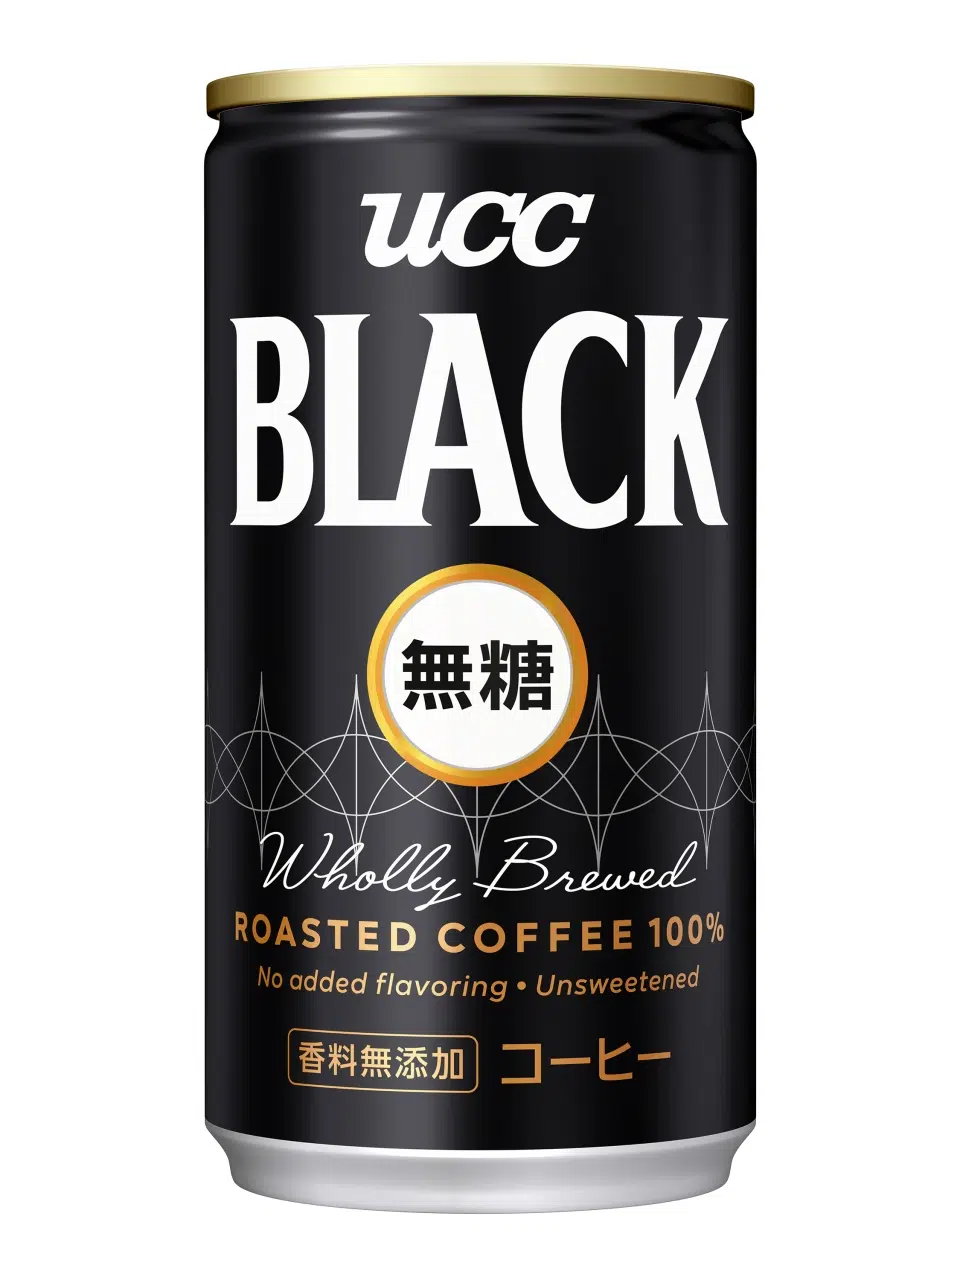 UCC
BLACK
無糖
Wholly Brewed
ROASTED COFFEE 100%
No added flavoring • Unsweetened
香料無添加 コーヒー